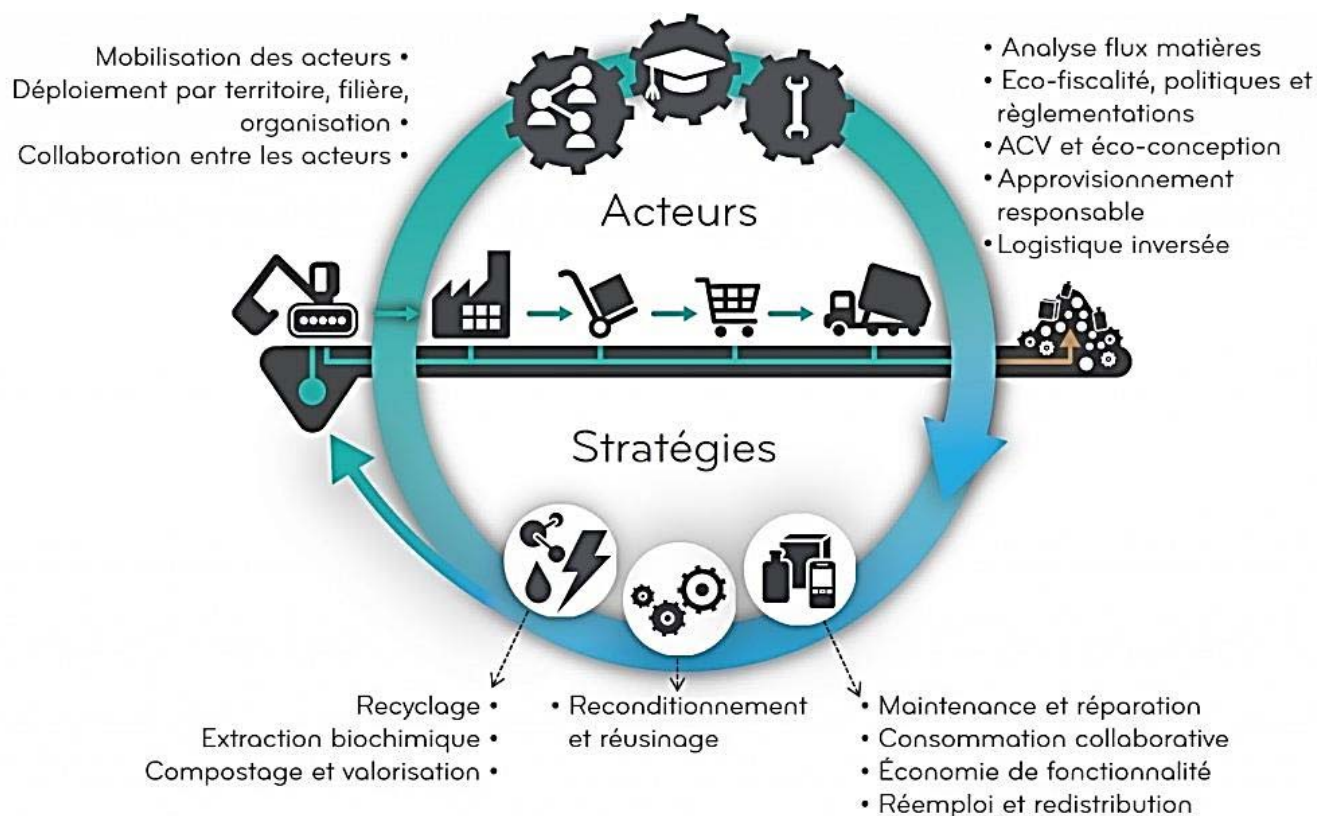 Mobilisation des acteurs •
Déploiement par territoire, filière,
organisation •
Collaboration entre les acteurs •
• Analyse flux matières
• Eco-fiscalité, politiques et
règlementations
• ACV et éco-conception
• Approvisionnement
responsable
• Logistique inversée
Acteurs
Stratégies
Recyclage •
Extraction biochimique •
Compostage et valorisation •
• Reconditionnement
et réusinage
• Maintenance et réparation
• Consommation collaborative
• Économie de fonctionnalité
• Réemploi et redistribution